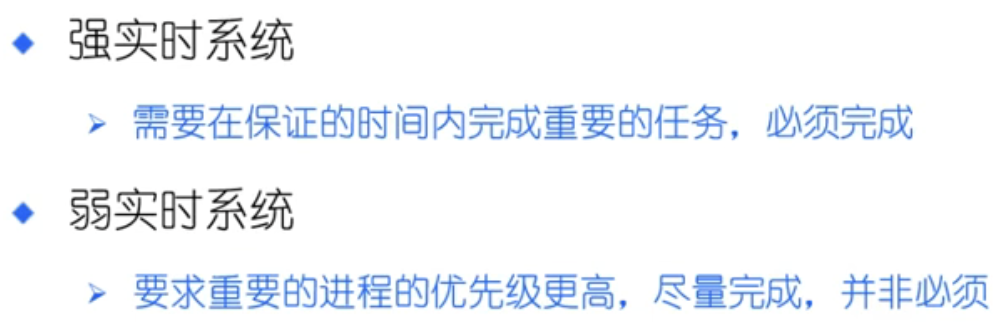 强实时系统
需要在保证的时间内完成重要的任务，必须完成
弱实时系统
要求重要的进程的优先级更高，尽量完成，并非必须